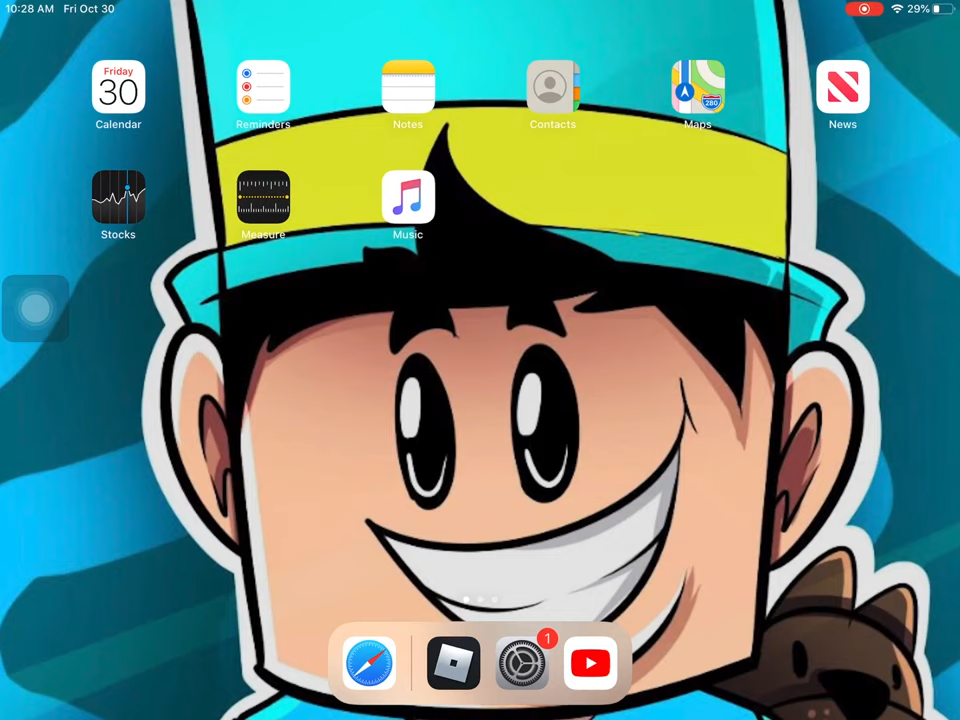 10:28 AM Fri Oct 30
29%
Friday
30
280
Calendar
Reminders
Notes
Contacts
Maps
News
Stocks
Measure
Music
1